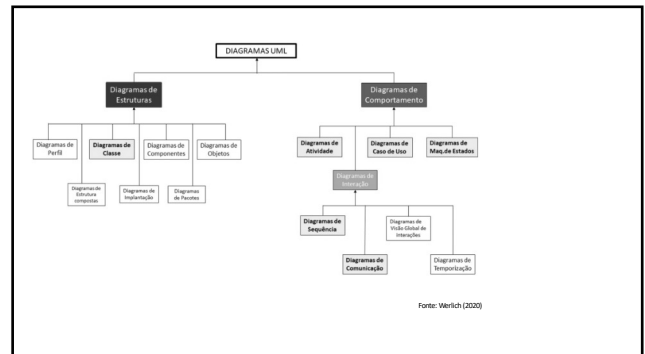 DIAGRAMAS UML
Diagramas de
Estruturas
Diagramas de
Comportamento
Diagramas de
Perfil
Diagramas de
Classe
Diagramas de
Componentes
Diagramas de
Objetos
Diagramas de
Estrutura
compostas
Diagramas de
Implantação
Diagramas
de Pacotes
Diagramas de
Atividade
Diagramas de
Caso de Uso
Diagramas de
Maq.de Estados
Diagramas de
Interação
Diagramas de
Sequência
Diagramas de
Visão Global de
Interações
Diagramas de
Comunicação
Diagramas de
Temporização
Fonte: Werlich (2020)